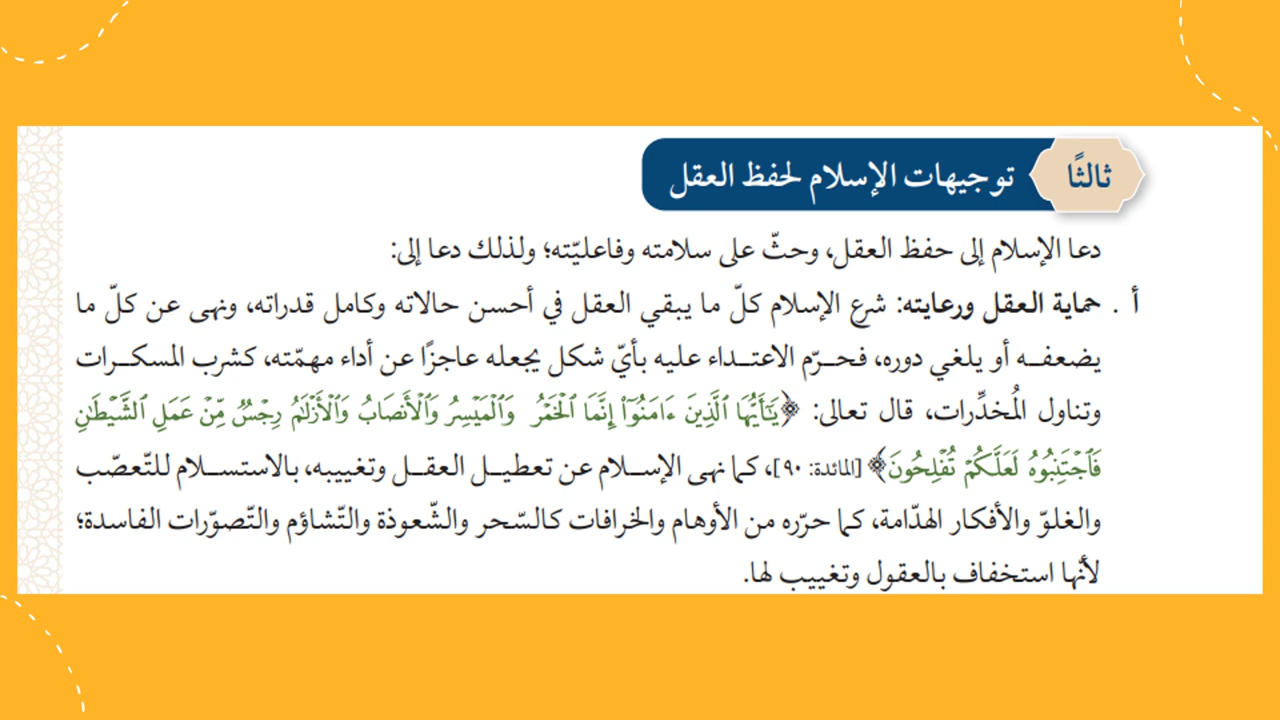 ثالثًا توجيهات الإسلام لحفظ العقل
دعا الإسلام إلى حفظ العقل، وحثّ على سلامته وفاعليّته؛ ولذلك دعا إلى:
أ . حماية العقل ورعايته: شرع الإسلام كلّ ما يبقي العقل في أحسن حالاته وكامل قدراته، ونهى عن كلّ ما
يضعفه أو يلغي دوره، فحرّم الاعتداء عليه بأيّ شكل يجعله عاجزًا عن أداء مهمّته، كشرب المسكرات
وتناول المُخدِّرات، قال تعالى: ﴿يَٰٓأَيُّهَا ٱلَّذِينَ ءَامَنُوٓاْ إِنَّمَا ٱلۡخَمۡرُ وَٱلۡمَيۡسِرُ وَٱلۡأَنصَابُ وَٱلۡأَزۡلَٰمُ رِجۡسٞ مِّنۡ عَمَلِ ٱلشَّيۡطَٰنِ
فَٱجۡتَنِبُوهُ لَعَلَّكُمۡ تُفۡلِحُونَ﴾ [المائدة: ٩٠]، كما نهى الإسلام عن تعطيل العقل وتغييبه، بالاستسلام للتّعصّب
والغلوّ والأفكار الهدّامة، كما حرّره من الأوهام والخرافات كالسّحر والشّعوذة والتّشاؤم والتّصوّرات الفاسدة؛
لأنّها استخفاف بالعقول وتغييب لها.